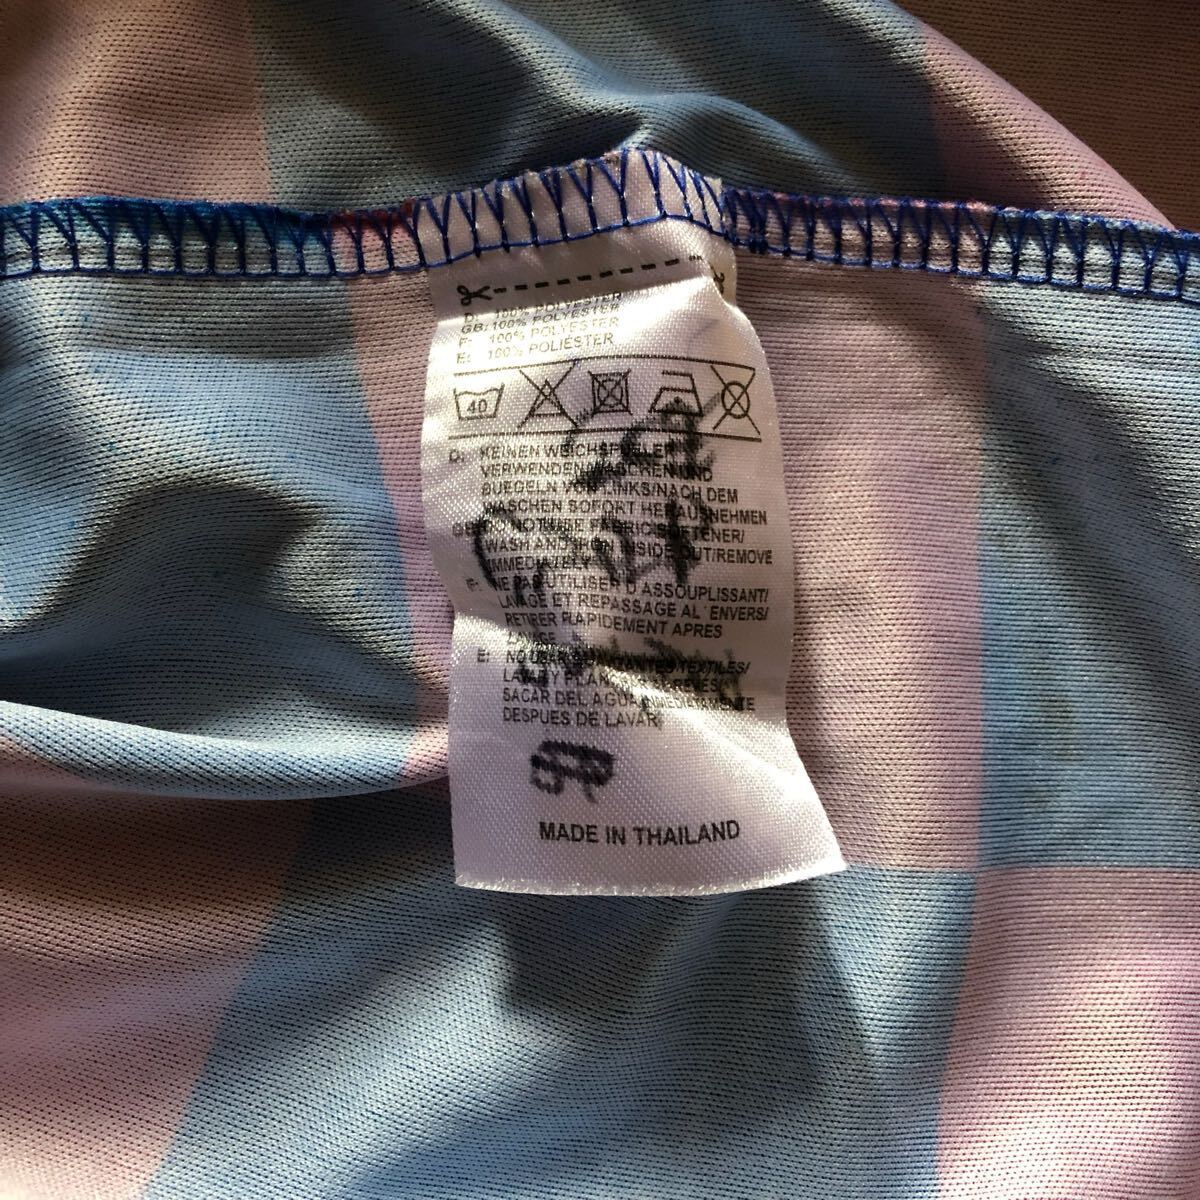 D: 100% POLYESTER
GB: 100% POLYESTER
F: 100% POLYESTER
E: 100% POLIÉSTER
40
D: KEINEN WEICHSPUELER
VERWENDEN/WASCHEN UND
BUEGELN VON LINKS/NACH DEM
WASCHEN SOFORT HERAUSNEHMEN
GB: DO NOT USE FABRIC SOFTENER/
WASH AND IRON INSIDE OUT/REMOVE
IMMEDIATELY
F: NE PAS UTILISER D'ASSOUPLISSANT/
LAVAGE ET REPASSAGE AL'ENVERS/
RETIRER RAPIDEMENT APRES
LAVAGE
E: NO USAR SUAVIZANTES TEXTILES/
LAVAR Y PLANCHAR
SACAR DEL AGUA INMEDIATAMENTE
DESPUES DE LAVAR
MADE IN THAILAND